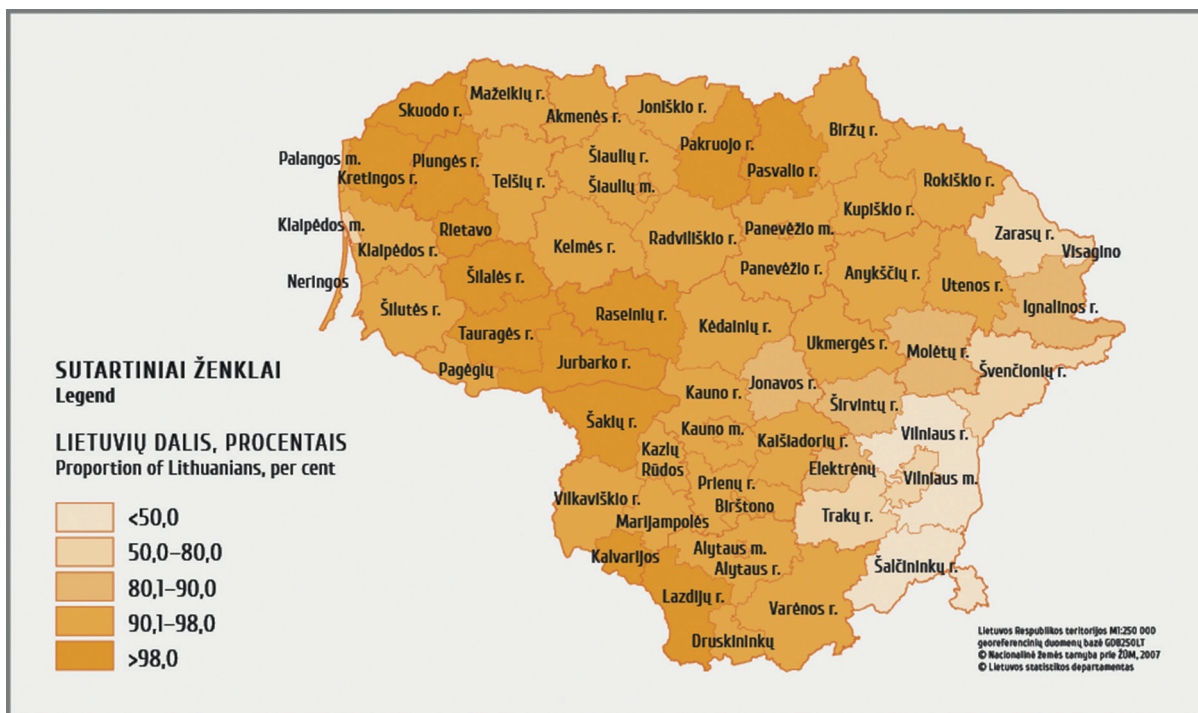 Skuodo r.
Mažeikių r.
Akmenės r.
Joniškio r.
Pakruojo r.
Pasvalio r.
Biržų r.
Palangos m.
Kretingos r.
Plungės r.
Telšių r.
Šiaulių r.
Šiaulių m.
Rokiškio r.
Kupiškio r.
Klaipėdos m.
Klaipėdos r.
Rietavo
Kelmės r.
Radviliškio r.
Panevėžio m.
Panevėžio r.
Zarasų r.
Visagino
Neringos
Šilalės r.
Anykščių r.
Utenos r.
Ignalinos r.
Šilutės r.
Tauragės r.
Raseinių r.
Kėdainių r.
Ukmergės r.
Molėtų r.
Švenčionių r.
Pagėgių
Jurbarko r.
Jonavos r.
Kauno r.
Širvintų r.
Šakių r.
Kauno m.
Kaišiadorių r.
Vilniaus r.
Kazlų
Rūdos
Elektrėnų
Vilniaus m.
Prienų r.
Birštono
Vilkaviškio r.
Marijampolės
Trakų r.
Kalvarijos
Alytaus m.
Alytaus r.
Šalčininkų r.
Lazdijų r.
Varėnos r.
Druskininkų
SUTARTINIAI ŽENKLAI
Legend
LIETUVIŲ DALIS, PROCENTAIS
Proportion of Lithuanians, per cent
<50,0
50,0–80,0
80,1–90,0
90,1–98,0
>98,0
Lietuvos Respublikos teritorijos M1:250 000
georeferencinių duomenų bazė GDB250LT
© Nacionalinė žemės tarnyba prie ŽŪM, 2007
© Lietuvos statistikos departamentas